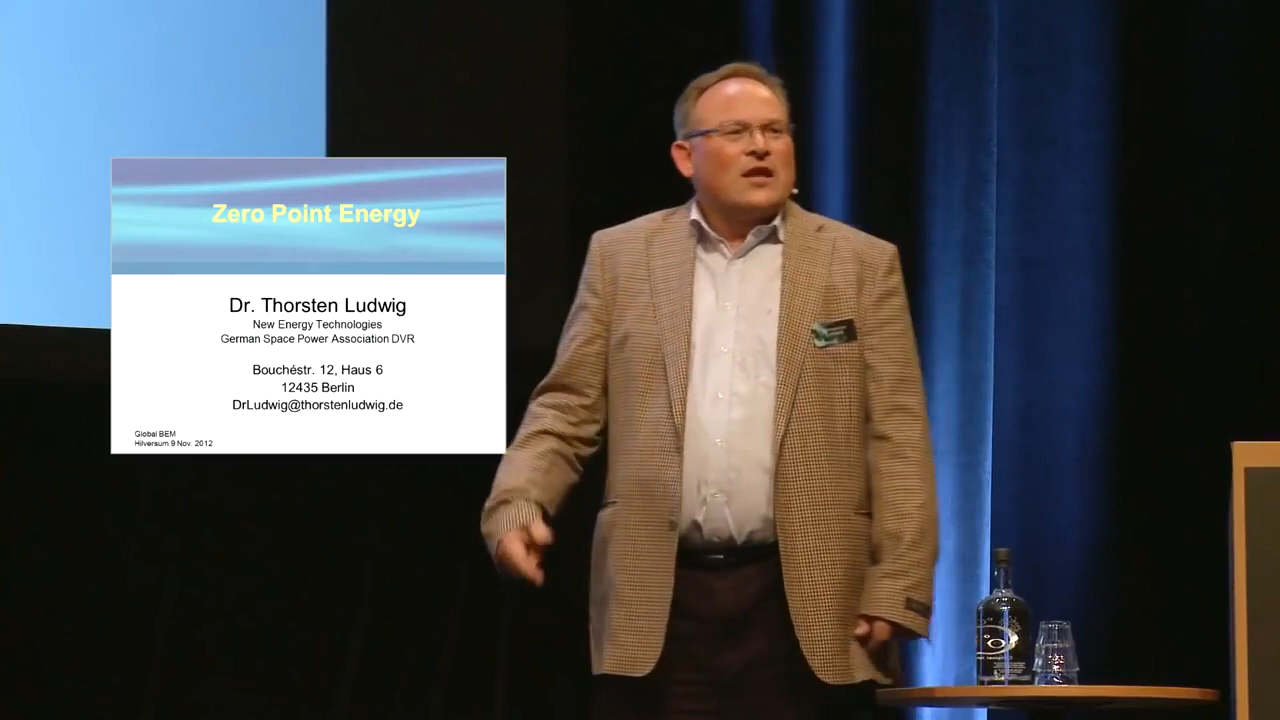 Zero Point Energy
Dr. Thorsten Ludwig
New Energy Technologies
German Space Power Association DVR
Bouchéstr. 12, Haus 6
12435 Berlin
DrLudwig@thorstenludwig.de
Global BEM
Hilversum 9 Nov. 2012